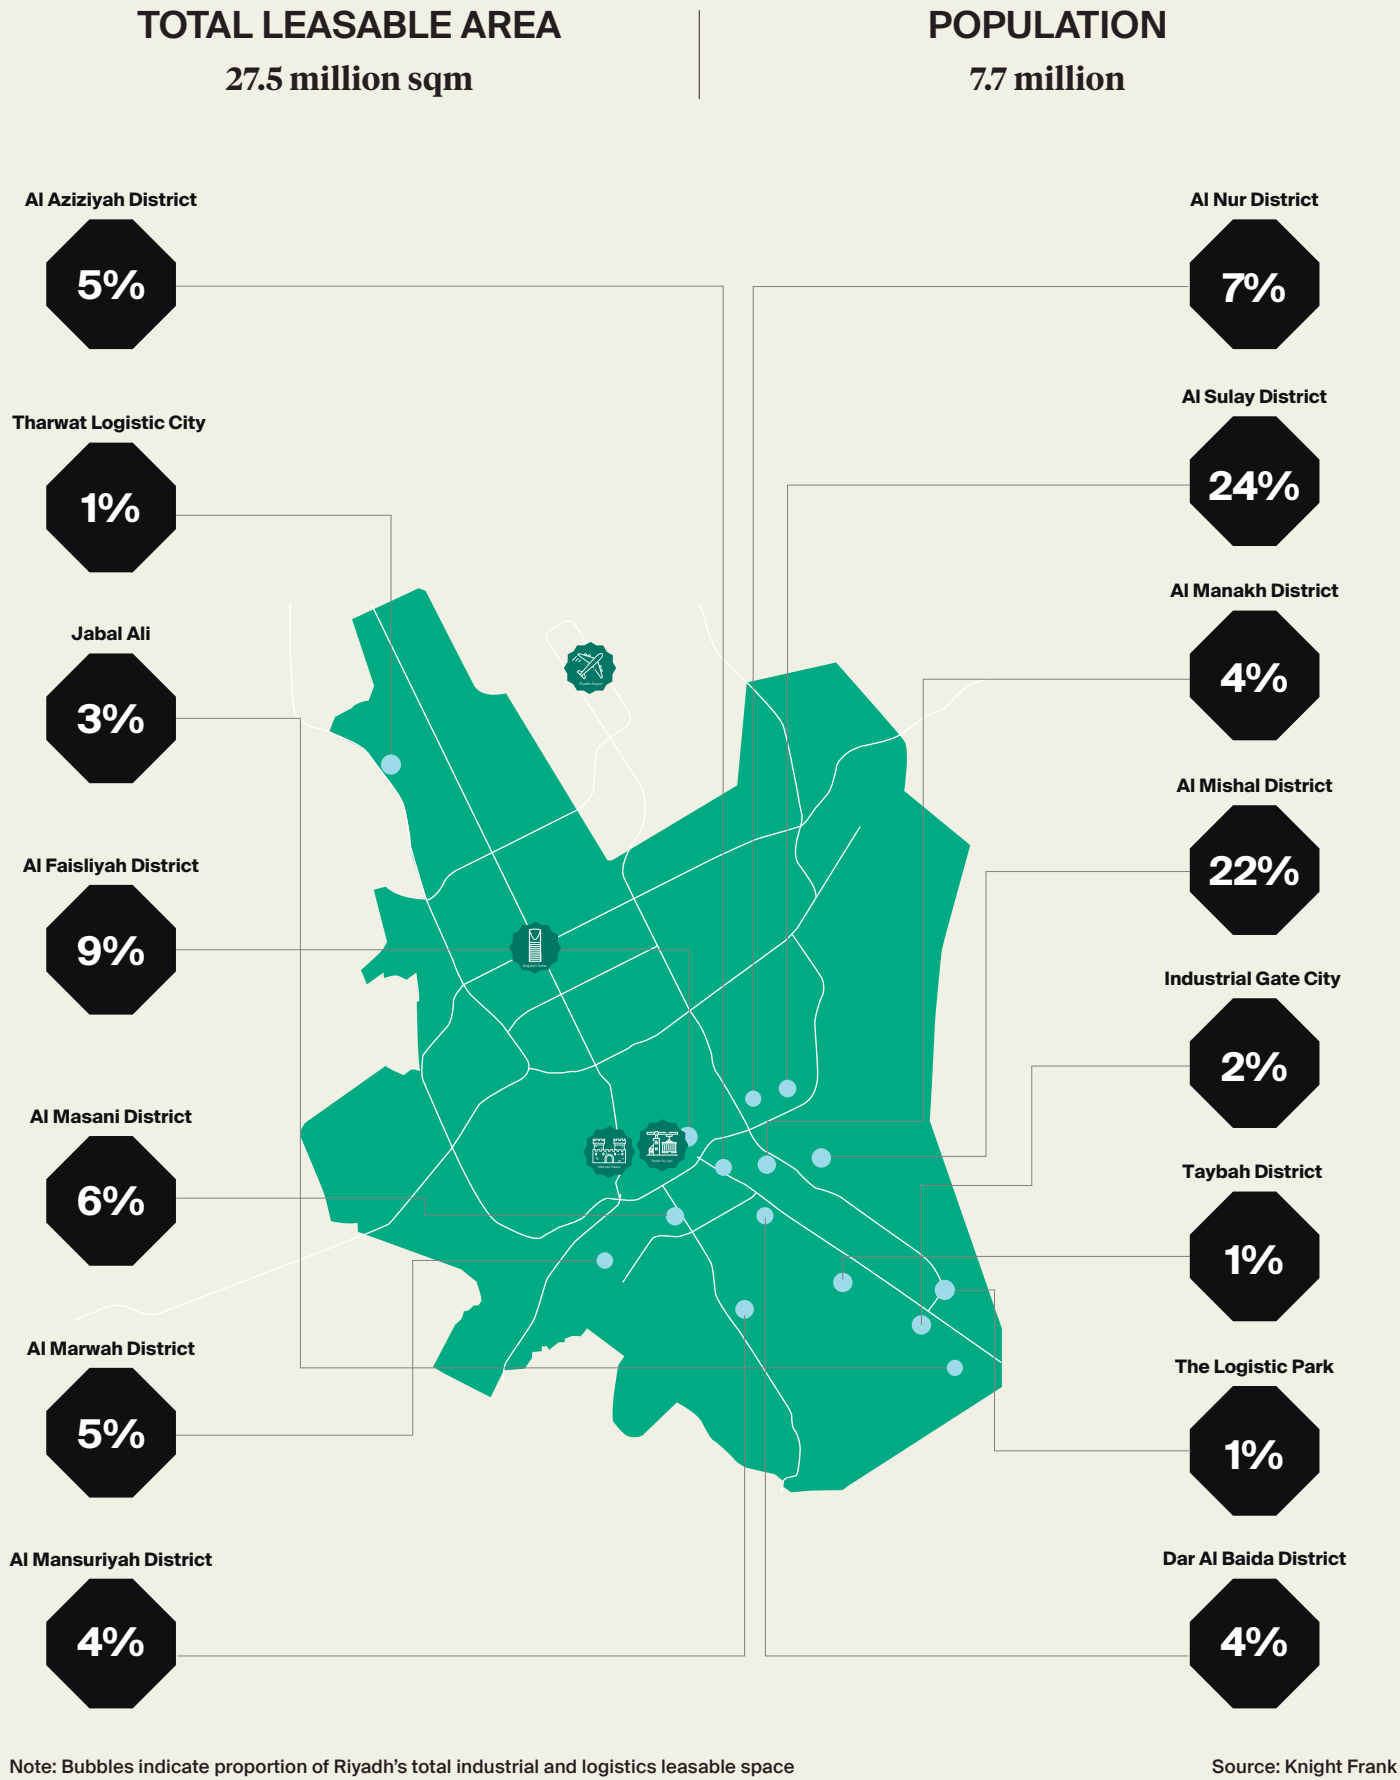 TOTAL LEASABLE AREA
27.5 million sqm
POPULATION
7.7 million
Al Aziziyah District
5%
Tharwat Logistic City
1%
Jabal Ali
3%
Al Faisliyah District
9%
Al Masani District
6%
Al Marwah District
5%
Al Mansuriyah District
4%
Al Nur District
7%
Al Sulay District
24%
Al Manakh District
4%
Al Mishal District
22%
Industrial Gate City
2%
Taybah District
1%
The Logistic Park
1%
Dar Al Baida District
4%
Riyadh Airport
Kingdom Tower
Note: Bubbles indicate proportion of Riyadh's total industrial and logistics leasable space
Source: Knight Frank